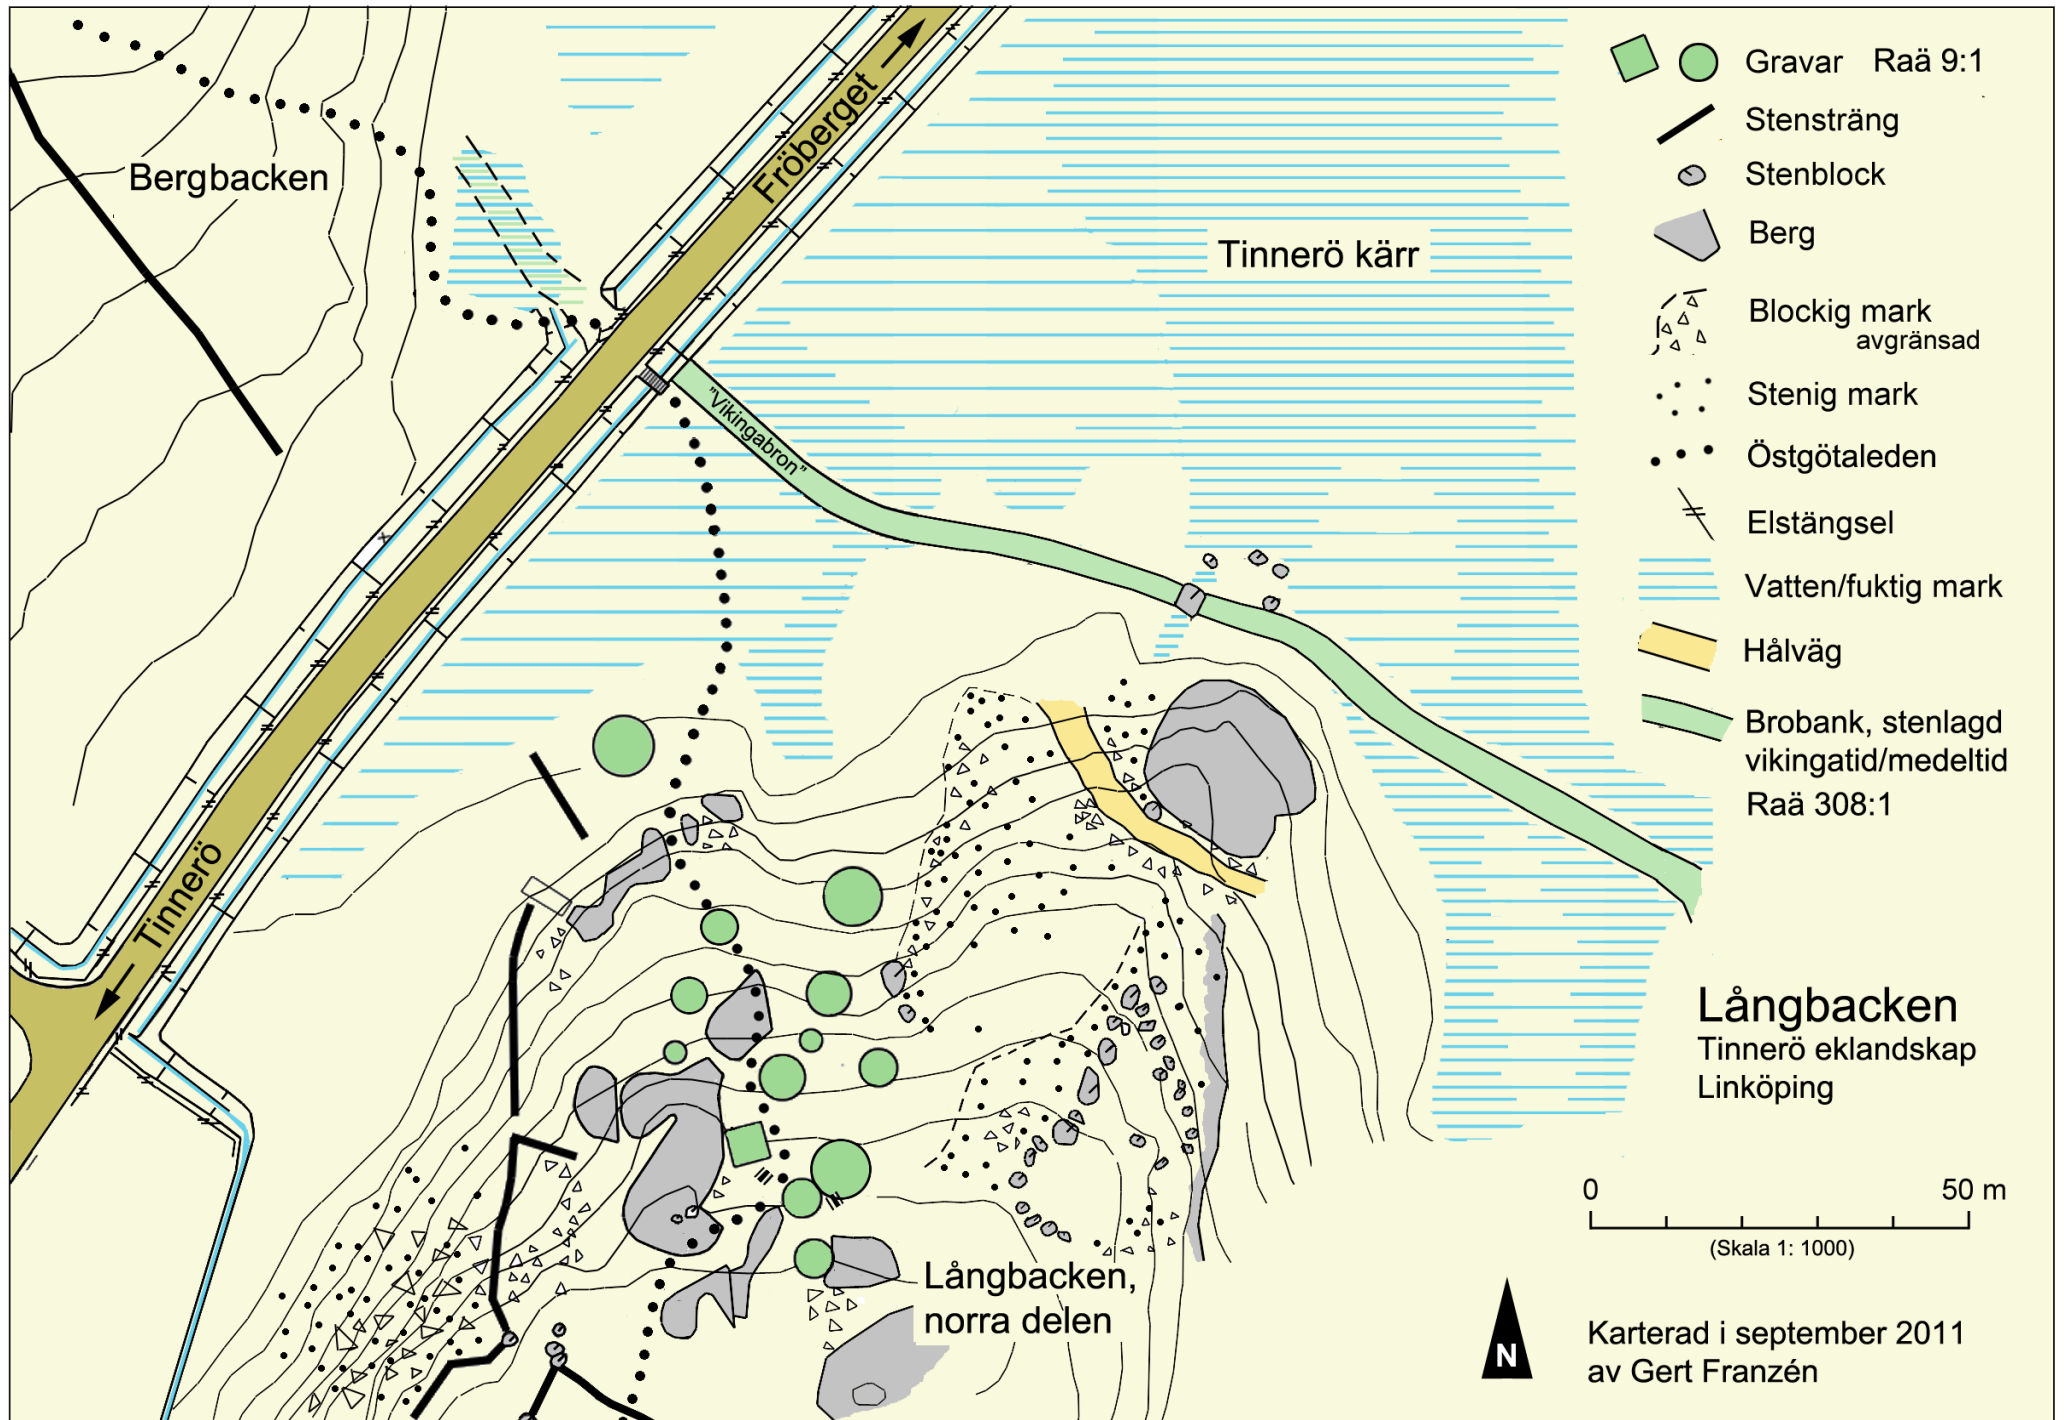 Bergbacken
Fröberget
Tinnerö kärr
"Vikingabron"
Tinnerö
Långbacken,
norra delen
Gravar Raä 9:1
Stensträng
Stenblock
Berg
Blockig mark
avgränsad
Stenig mark
Östgötaleden
Elstängsel
Vatten/fuktig mark
Hålväg
Brobank, stenlagd
vikingatid/medeltid
Raä 308:1
Långbacken
Tinnerö eklandskap
Linköping
0 50 m
(Skala 1: 1000)
N
Karterad i september 2011
av Gert Franzén